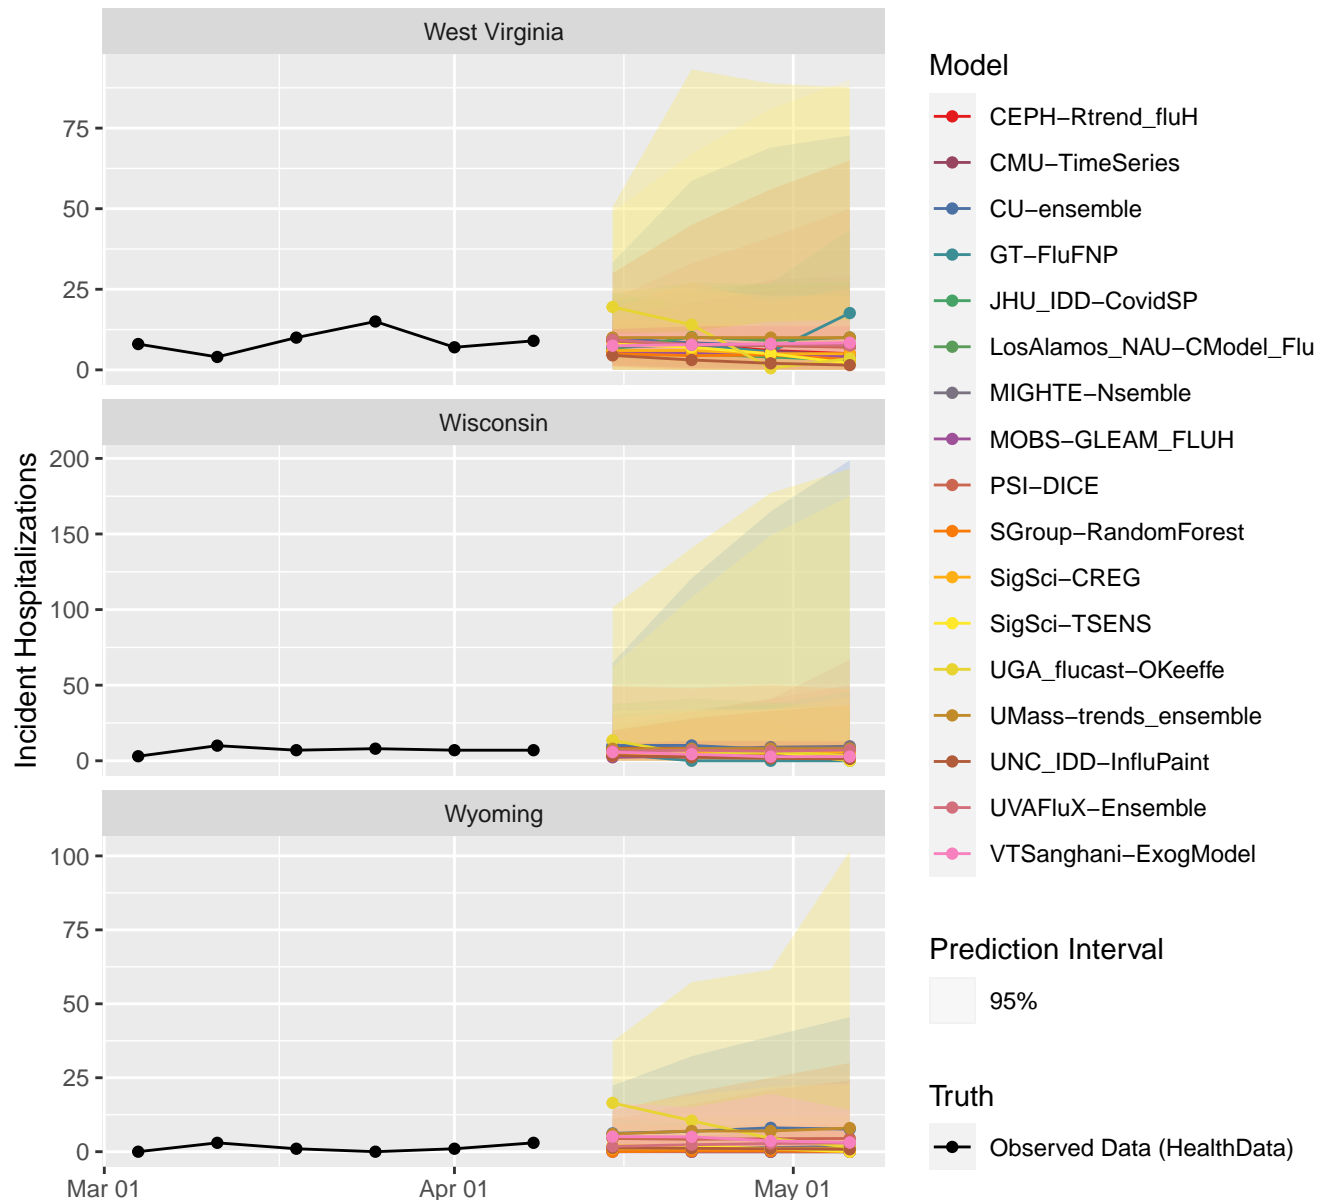 West Virginia
75
50
25
0
Wisconsin
200
150
100
50
0
Wyoming
100
75
50
25
0
Mar 01
Apr 01
May 01
Incident Hospitalizations
Model
CEPH−Rtrend_fluH
CMU−TimeSeries
CU−ensemble
GT−FluFNP
JHU_IDD−CovidSP
LosAlamos_NAU−CModel_Flu
MIGHTE−Nsemble
MOBS−GLEAM_FLUH
PSI−DICE
SGroup−RandomForest
SigSci−CREG
SigSci−TSENS
UGA_flucast−OKeeffe
UMass−trends_ensemble
UNC_IDD−InfluPaint
UVAFluX−Ensemble
VTSanghani−ExogModel
Prediction Interval
95%
Truth
Observed Data (HealthData)